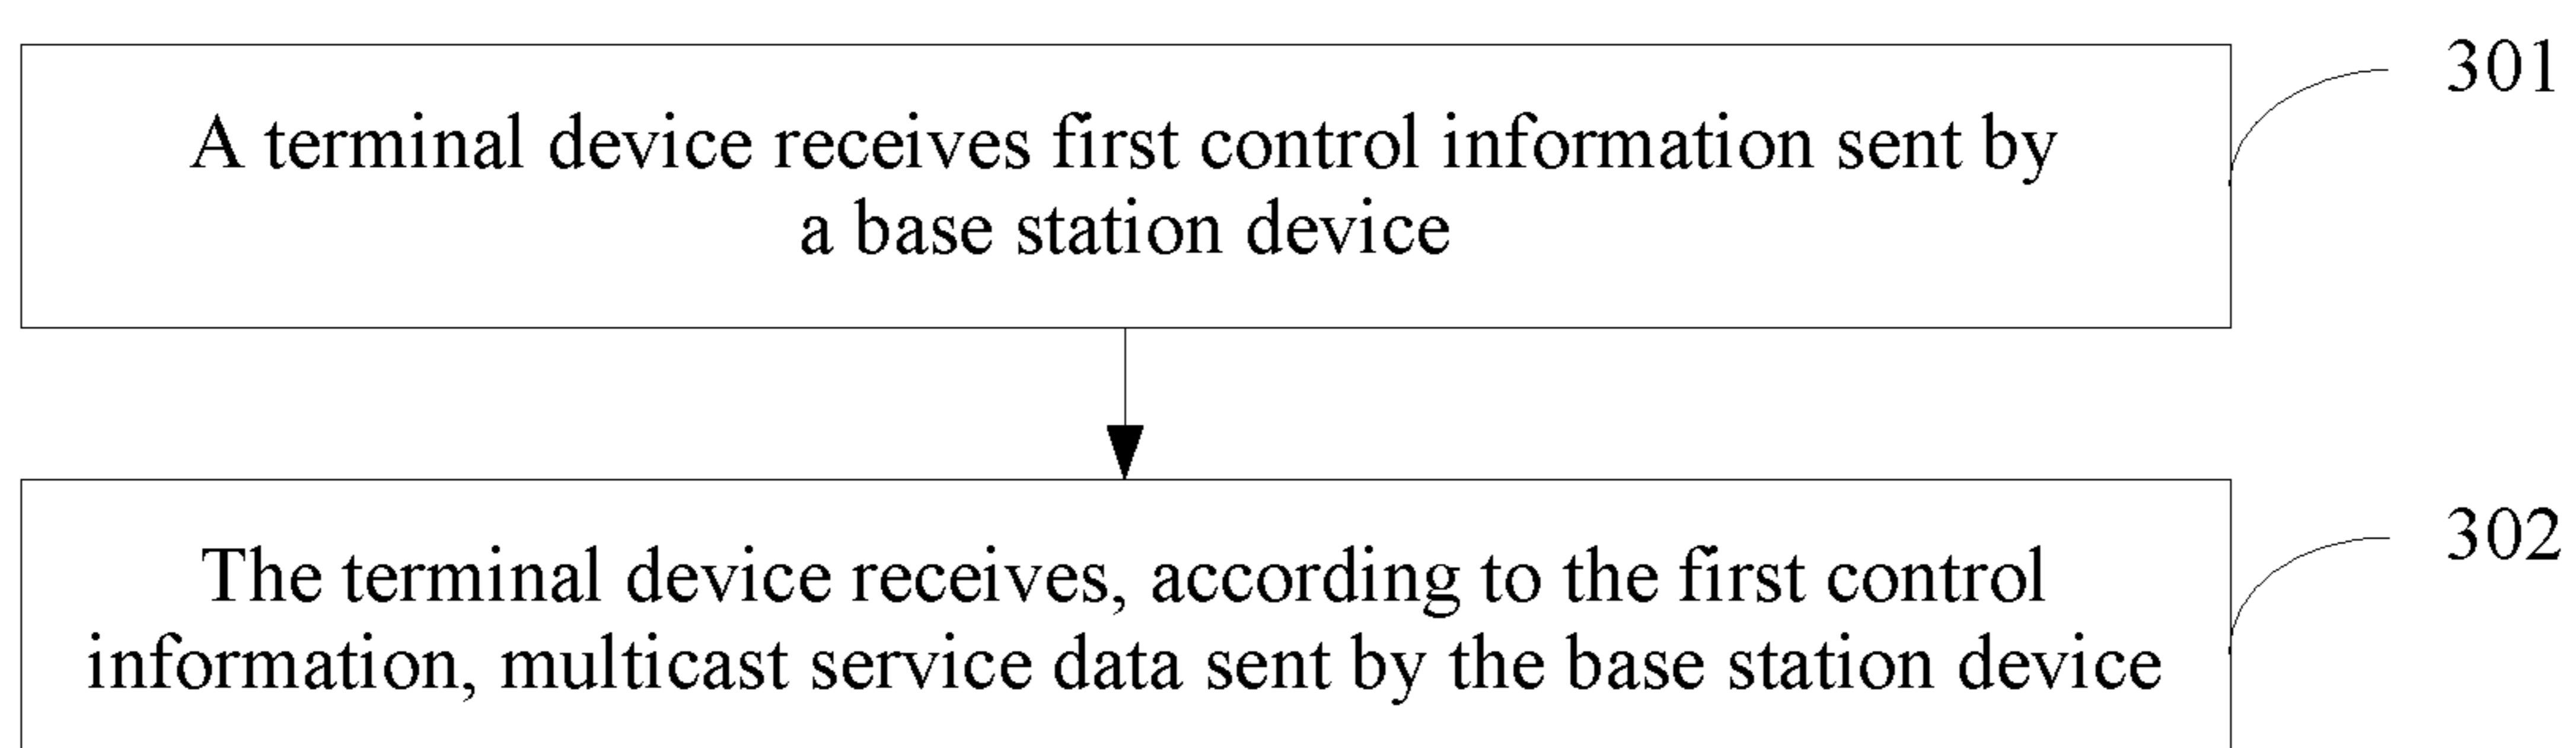 301
A terminal device receives first control information sent by
a base station device
302
The terminal device receives, according to the first control
information, multicast service data sent by the base station device